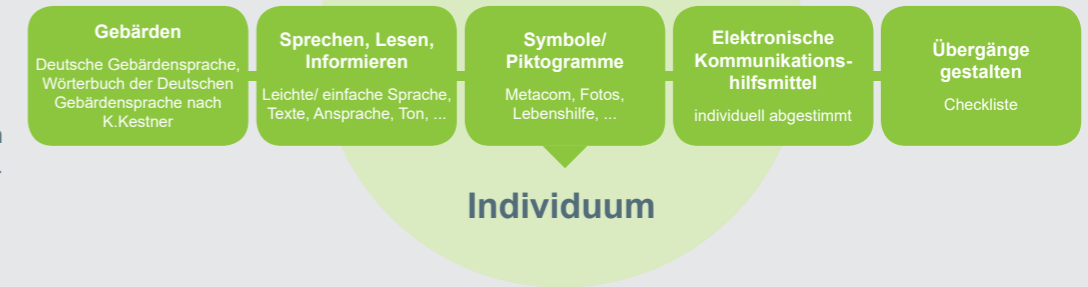 Gebärden
Deutsche Gebärdensprache,
Wörterbuch der Deutschen
Gebärdensprache nach
K.Kestner
Sprechen, Lesen,
Informieren
Leichte/ einfache Sprache,
Texte, Ansprache, Ton, ...
Symbole/
Piktogramme
Metacom, Fotos,
Lebenshilfe, ...
Elektronische
Kommunikations-
hilfsmittel
individuell abgestimmt
Übergänge
gestalten
Checkliste
Individuum